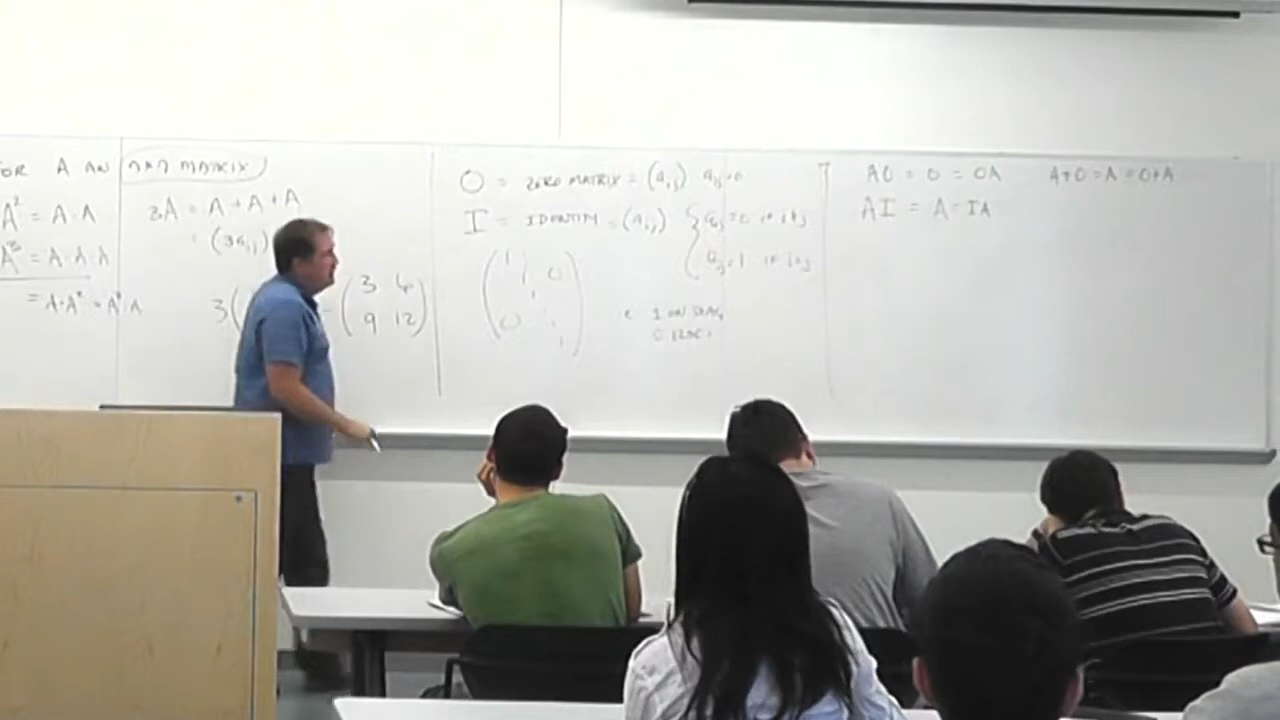 FOR A AN n×n MATRIX
A² = A·A
A³ = A·A·A
= A·A² = A²·A
3A = A + A + A
= (3aᵢⱼ)
3( = (3 6
9 12)
O = ZERO MATRIX = (aᵢⱼ) aᵢⱼ=0
I = IDENTITY = (aᵢⱼ) { aᵢⱼ=0 IF i≠j
aᵢⱼ=1 IF i=j
(1
1 0
1
0
1)
1 ON DIAG
0 ELSE
AO = O = OA
AI = A = IA
A+O = A = O+A